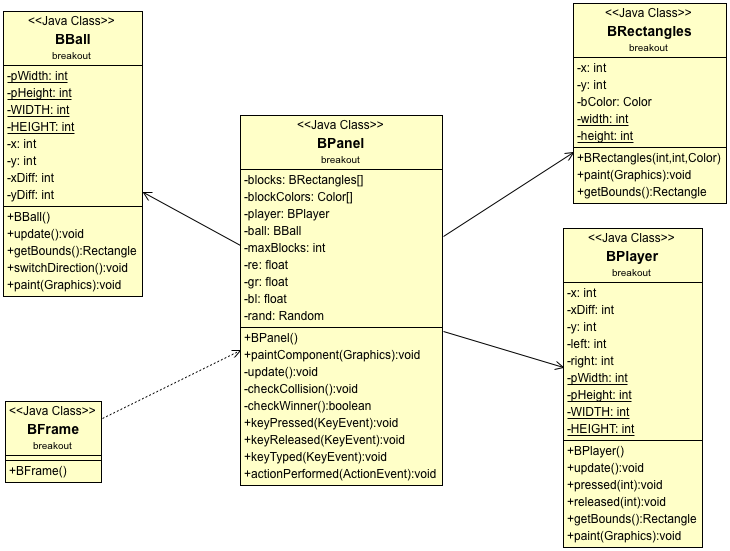 <<Java Class>>
BBall
breakout
-pWidth: int
-pHeight: int
-WIDTH: int
-HEIGHT: int
-x: int
-y: int
-xDiff: int
-yDiff: int
+BBall()
+update():void
+getBounds():Rectangle
+switchDirection():void
+paint(Graphics):void
<<Java Class>>
BFrame
breakout
+BFrame()
<<Java Class>>
BPanel
breakout
-blocks: BRectangles[]
-blockColors: Color[]
-player: BPlayer
-ball: BBall
-maxBlocks: int
-re: float
-gr: float
-bl: float
-rand: Random
+BPanel()
+paintComponent(Graphics):void
-update():void
-checkCollision():void
-checkWinner():boolean
+keyPressed(KeyEvent):void
+keyReleased(KeyEvent):void
+keyTyped(KeyEvent):void
+actionPerformed(ActionEvent):void
<<Java Class>>
BRectangles
breakout
-x: int
-y: int
-bColor: Color
-width: int
-height: int
+BRectangles(int,int,Color)
+paint(Graphics):void
+getBounds():Rectangle
<<Java Class>>
BPlayer
breakout
-x: int
-xDiff: int
-y: int
-left: int
-right: int
-pWidth: int
-pHeight: int
-WIDTH: int
-HEIGHT: int
+BPlayer()
+update():void
+pressed(int):void
+released(int):void
+getBounds():Rectangle
+paint(Graphics):void